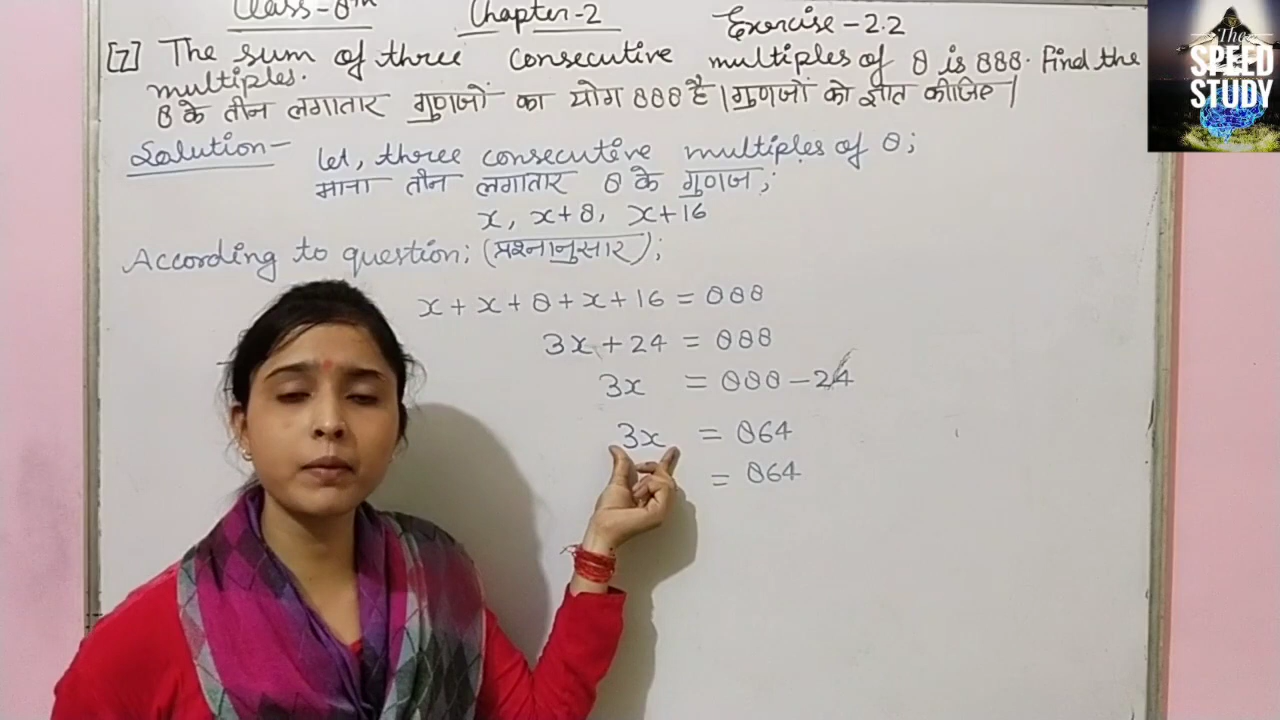 Class-8th Chapter-2 Exercise-2.2
[7] The sum of three consecutive multiples of 8 is 888. Find the
multiples.
8 के तीन लगातार गुणजों का योग 888 है। गुणजों को ज्ञात कीजिए।
Solution- Let, three consecutive multiples of 8;
माना तीन लगातार 8 के गुणज;
x, x+8, x+16
According to question; (प्रश्नानुसार);
x + x + 8 + x + 16 = 888
3x + 24 = 888
3x = 888 - 24
3x = 864
= 864
The
SPEED
STUDY